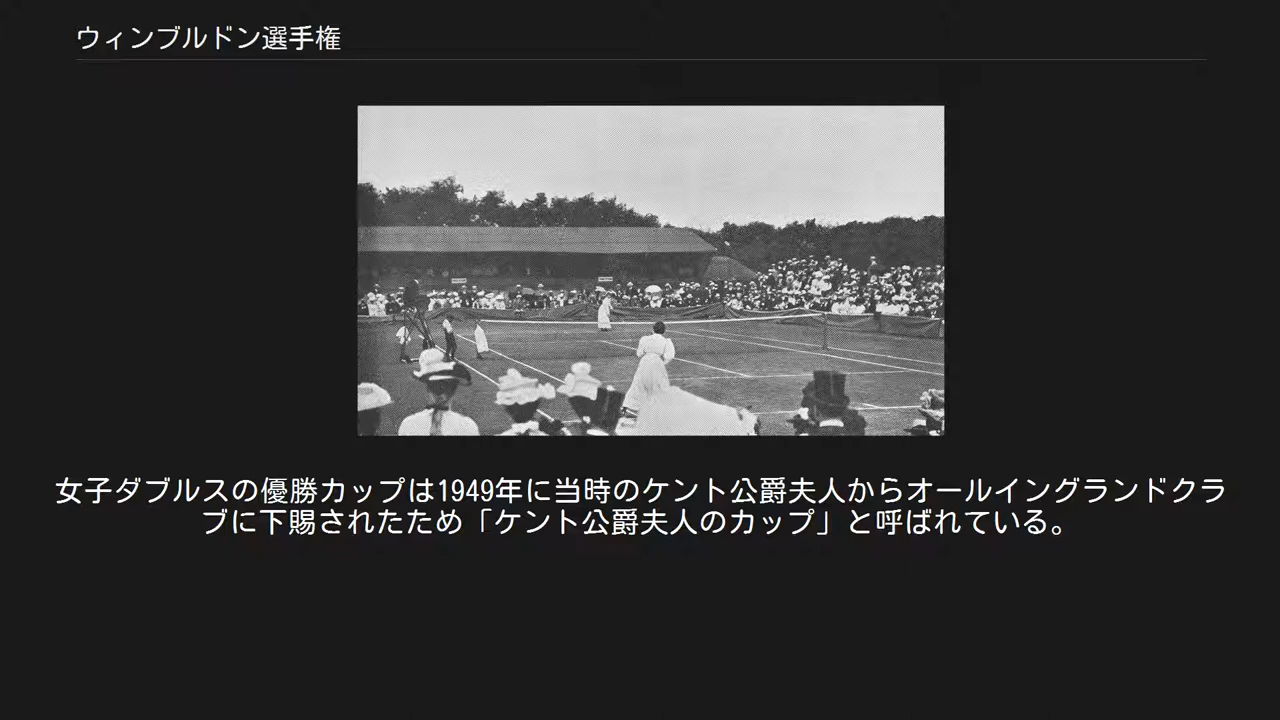 ウィンブルドン選手権
女子ダブルスの優勝カップは1949年に当時のケント公爵夫人からオールイングランドクラ
ブに下賜されたため「ケント公爵夫人のカップ」と呼ばれている。